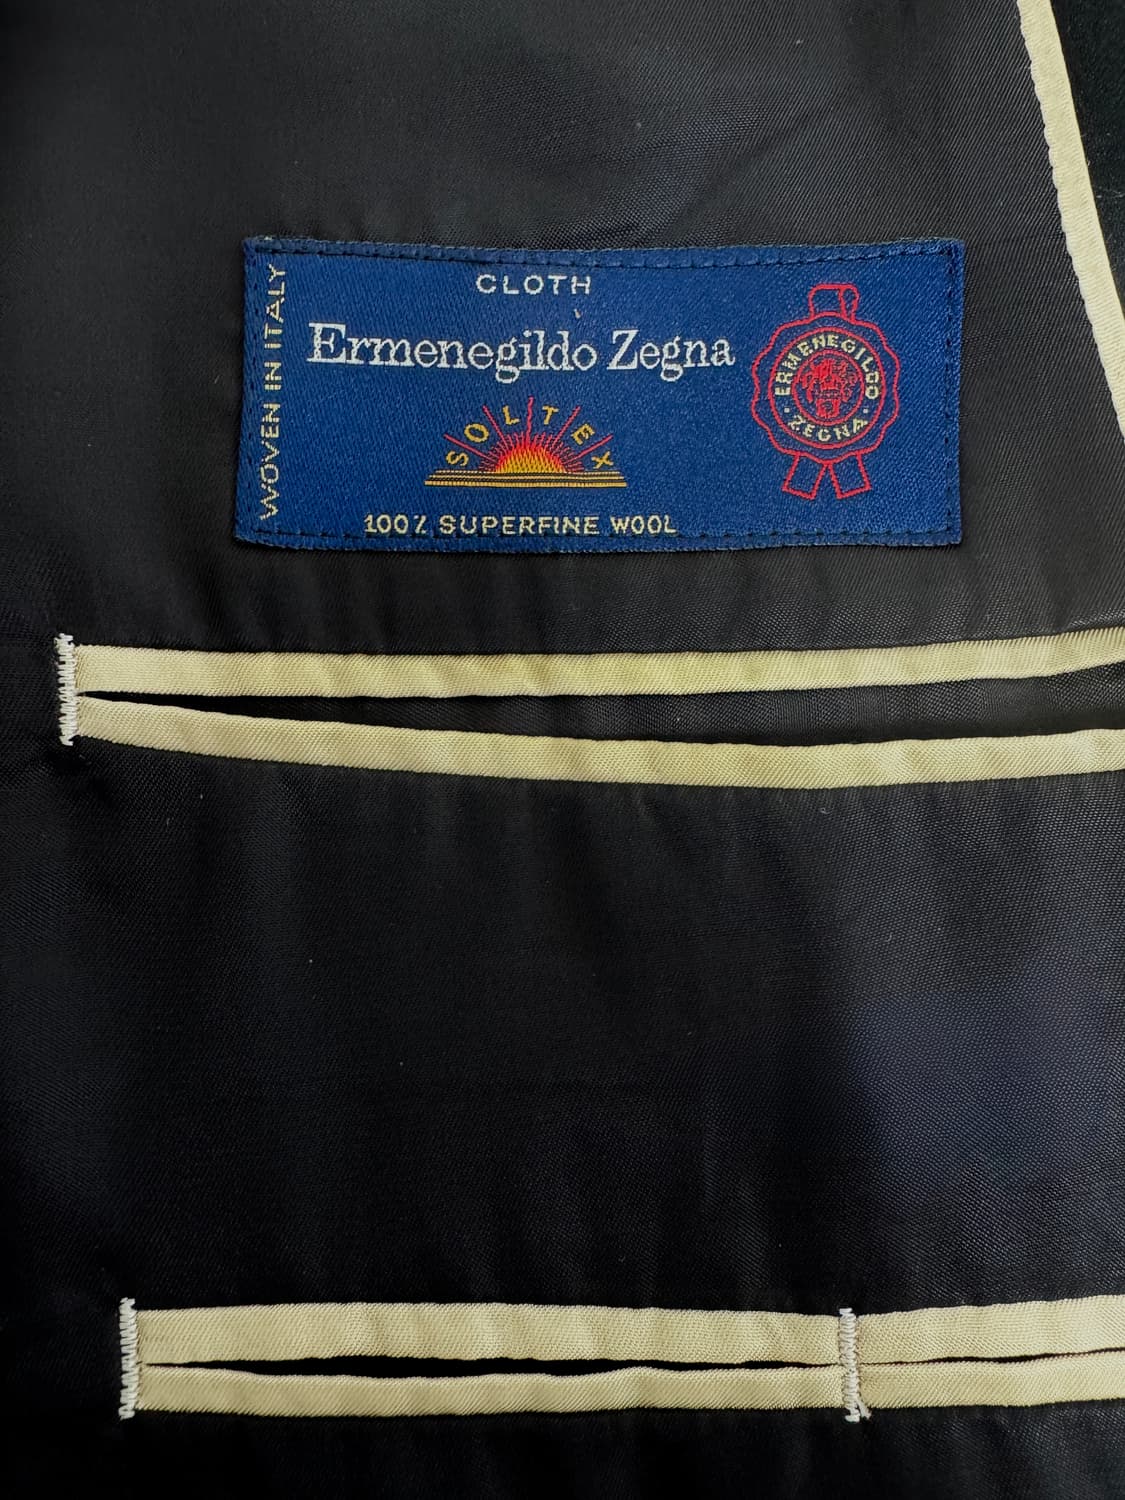 WOVEN IN ITALY
CLOTH
Ermenegildo Zegna
SOLTEX
100% SUPERFINE WOOL
ERMENEGILDO
· ZEGNA ·